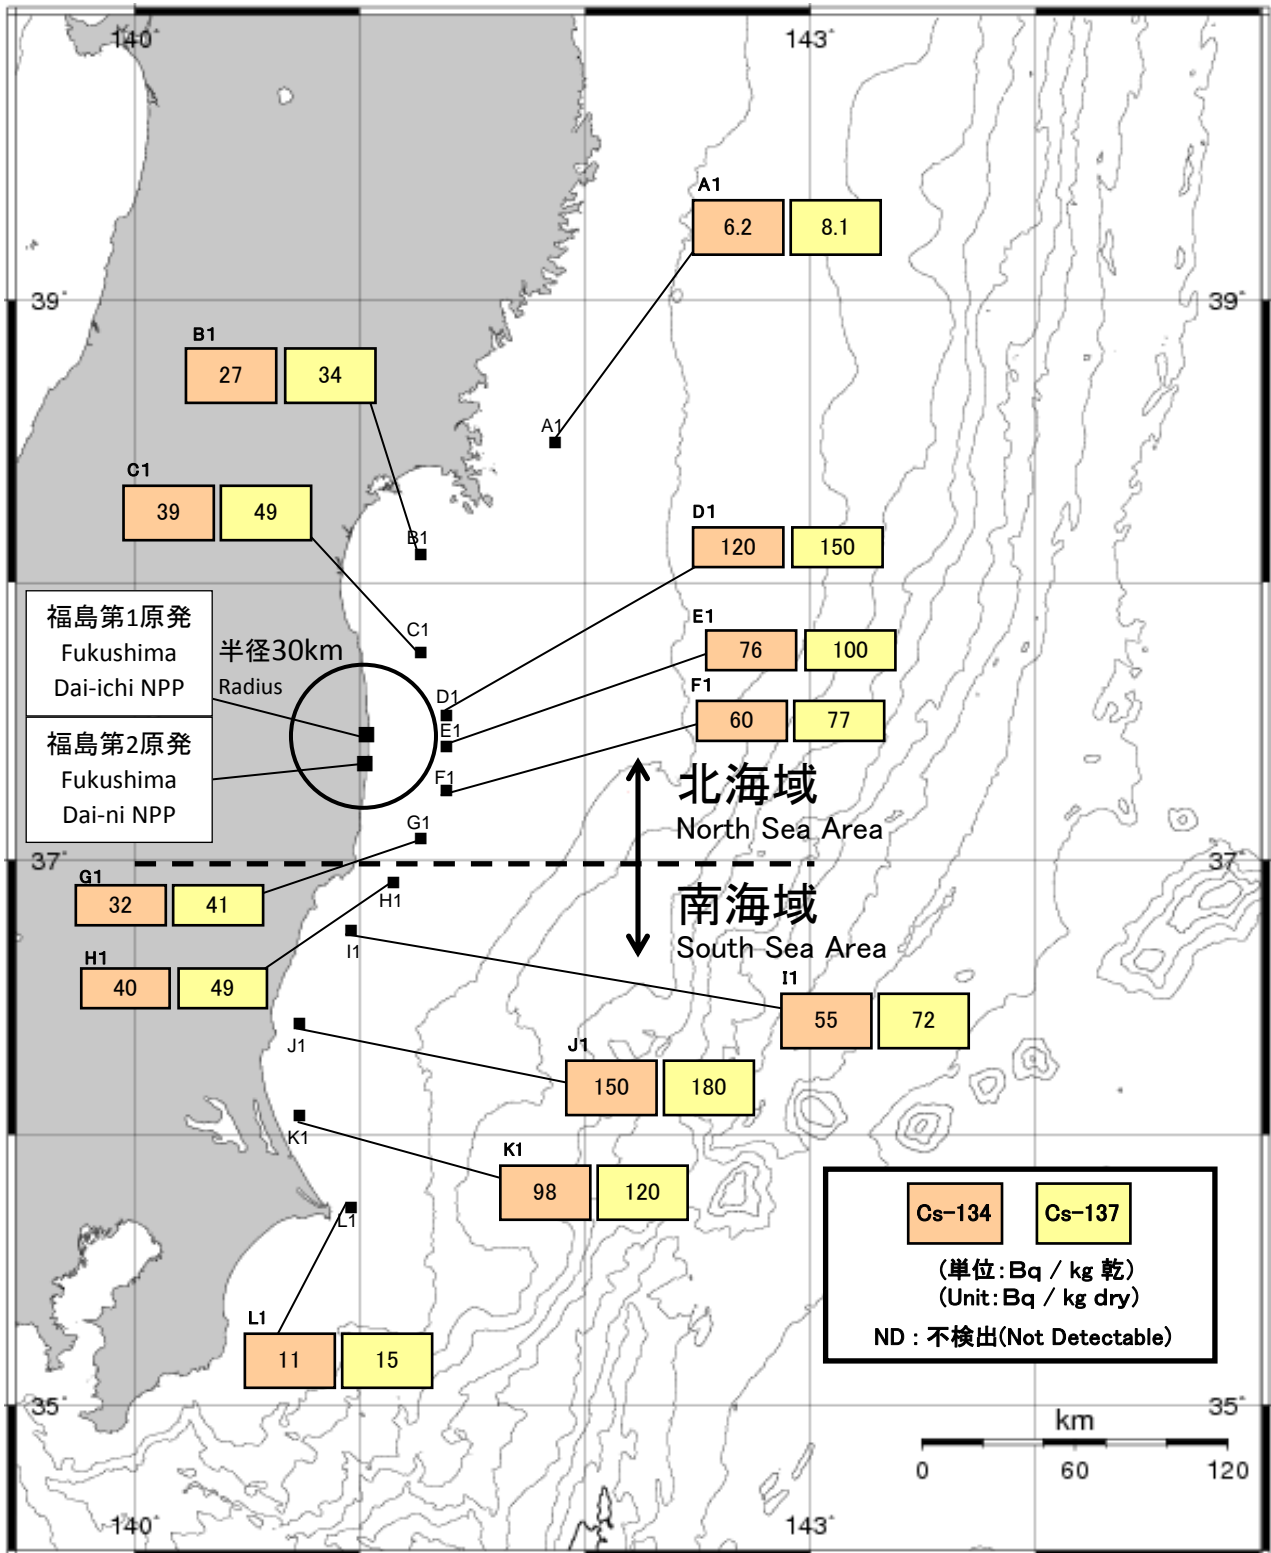 140°
143°
A1
6.2
8.1
39°
39°
B1
27
34
A1
C1
39
49
D1
120
150
B1
福島第1原発
Fukushima
Dai-ichi NPP
半径30km
Radius
C1
E1
76
100
D1
F1
60
77
E1
福島第2原発
Fukushima
Dai-ni NPP
F1
北海域
North Sea Area
G1
37°
37°
G1
32
41
H1
南海域
South Sea Area
I1
H1
40
49
I1
55
72
J1
J1
150
180
K1
K1
98
120
L1
Cs-134
Cs-137
(単位:Bq / kg 乾)
(Unit:Bq / kg dry)
ND : 不検出(Not Detectable)
L1
11
15
35°
35°
km
0
60
120
140°
143°